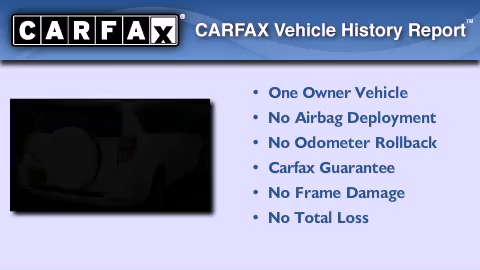 CARFAX® CARFAX Vehicle History Report™
• One Owner Vehicle
• No Airbag Deployment
• No Odometer Rollback
• Carfax Guarantee
• No Frame Damage
• No Total Loss